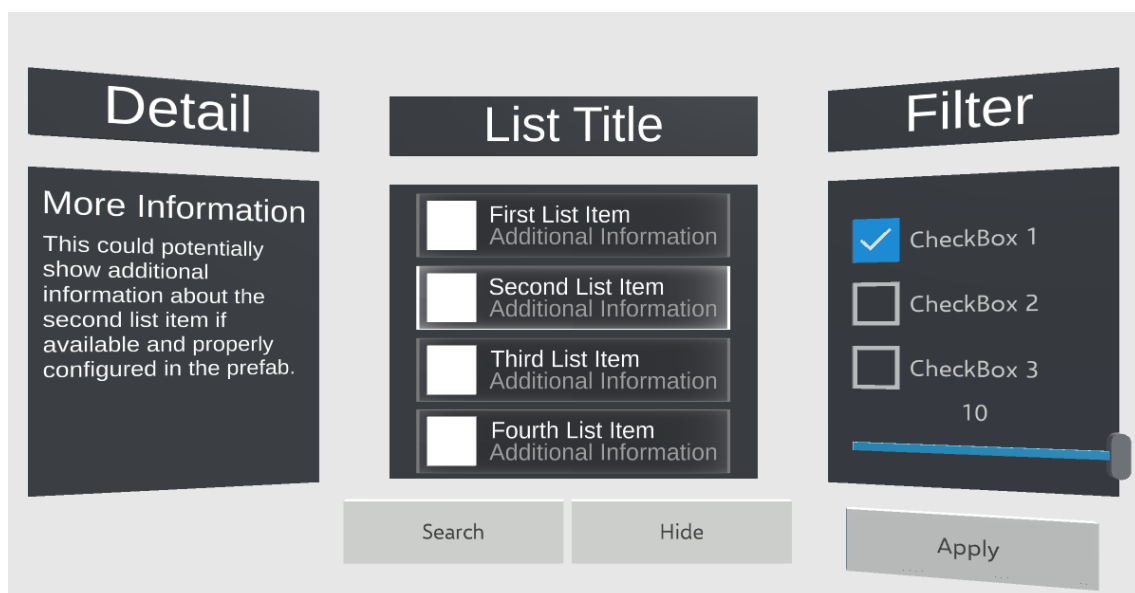 Detail
More Information
This could potentially
show additional
information about the
second list item if
available and properly
configured in the prefab.
List Title
First List Item
Additional Information
Second List Item
Additional Information
Third List Item
Additional Information
Fourth List Item
Additional Information
Search
Hide
Filter
CheckBox 1
CheckBox 2
CheckBox 3
10
Apply